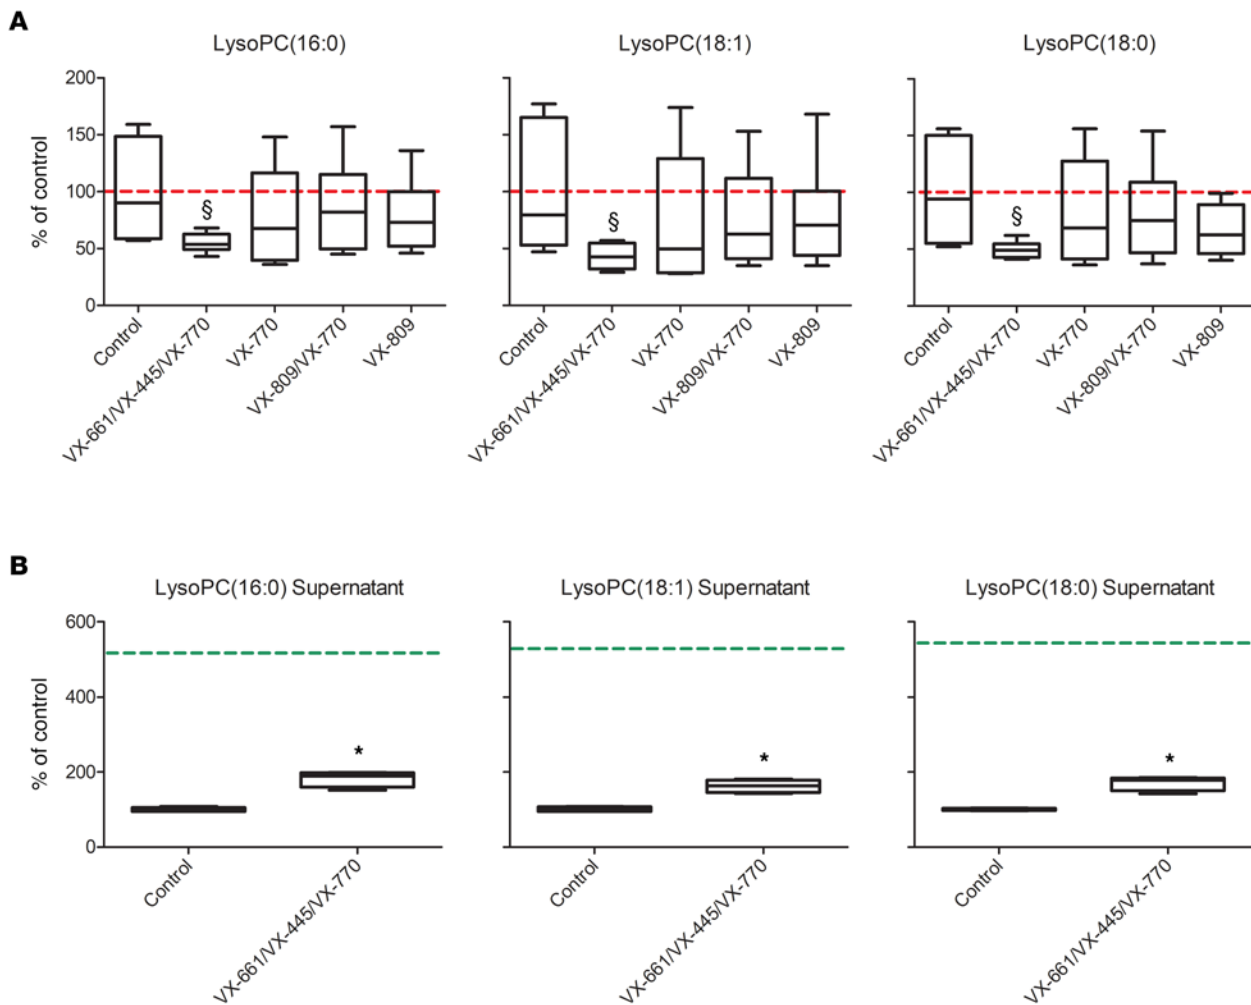 A
LysoPC(16:0)
LysoPC(18:1)
LysoPC(18:0)
% of control
200
150
100
50
0
§
§
§
Control
VX-661/VX-445/VX-770
VX-770
VX-809/VX-770
VX-809
Control
VX-661/VX-445/VX-770
VX-770
VX-809/VX-770
VX-809
Control
VX-661/VX-445/VX-770
VX-770
VX-809/VX-770
VX-809
B
LysoPC(16:0) Supernatant
LysoPC(18:1) Supernatant
LysoPC(18:0) Supernatant
% of control
600
400
200
0
*
*
*
Control
VX-661/VX-445/VX-770
Control
VX-661/VX-445/VX-770
Control
VX-661/VX-445/VX-770